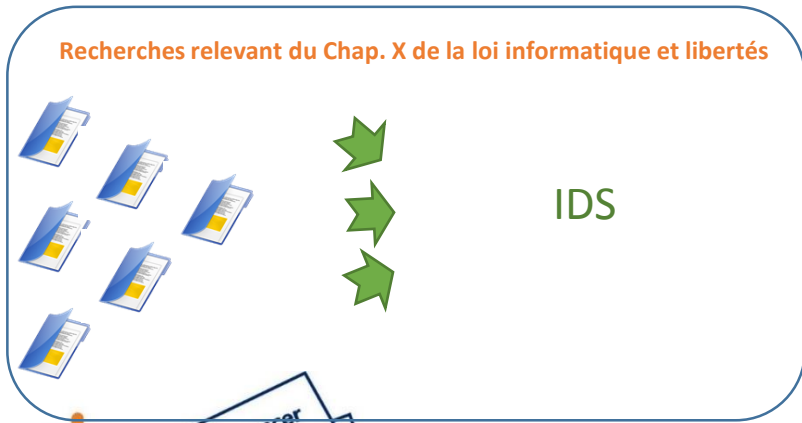 Recherches relevant du Chap. X de la loi informatique et libertés
IDS